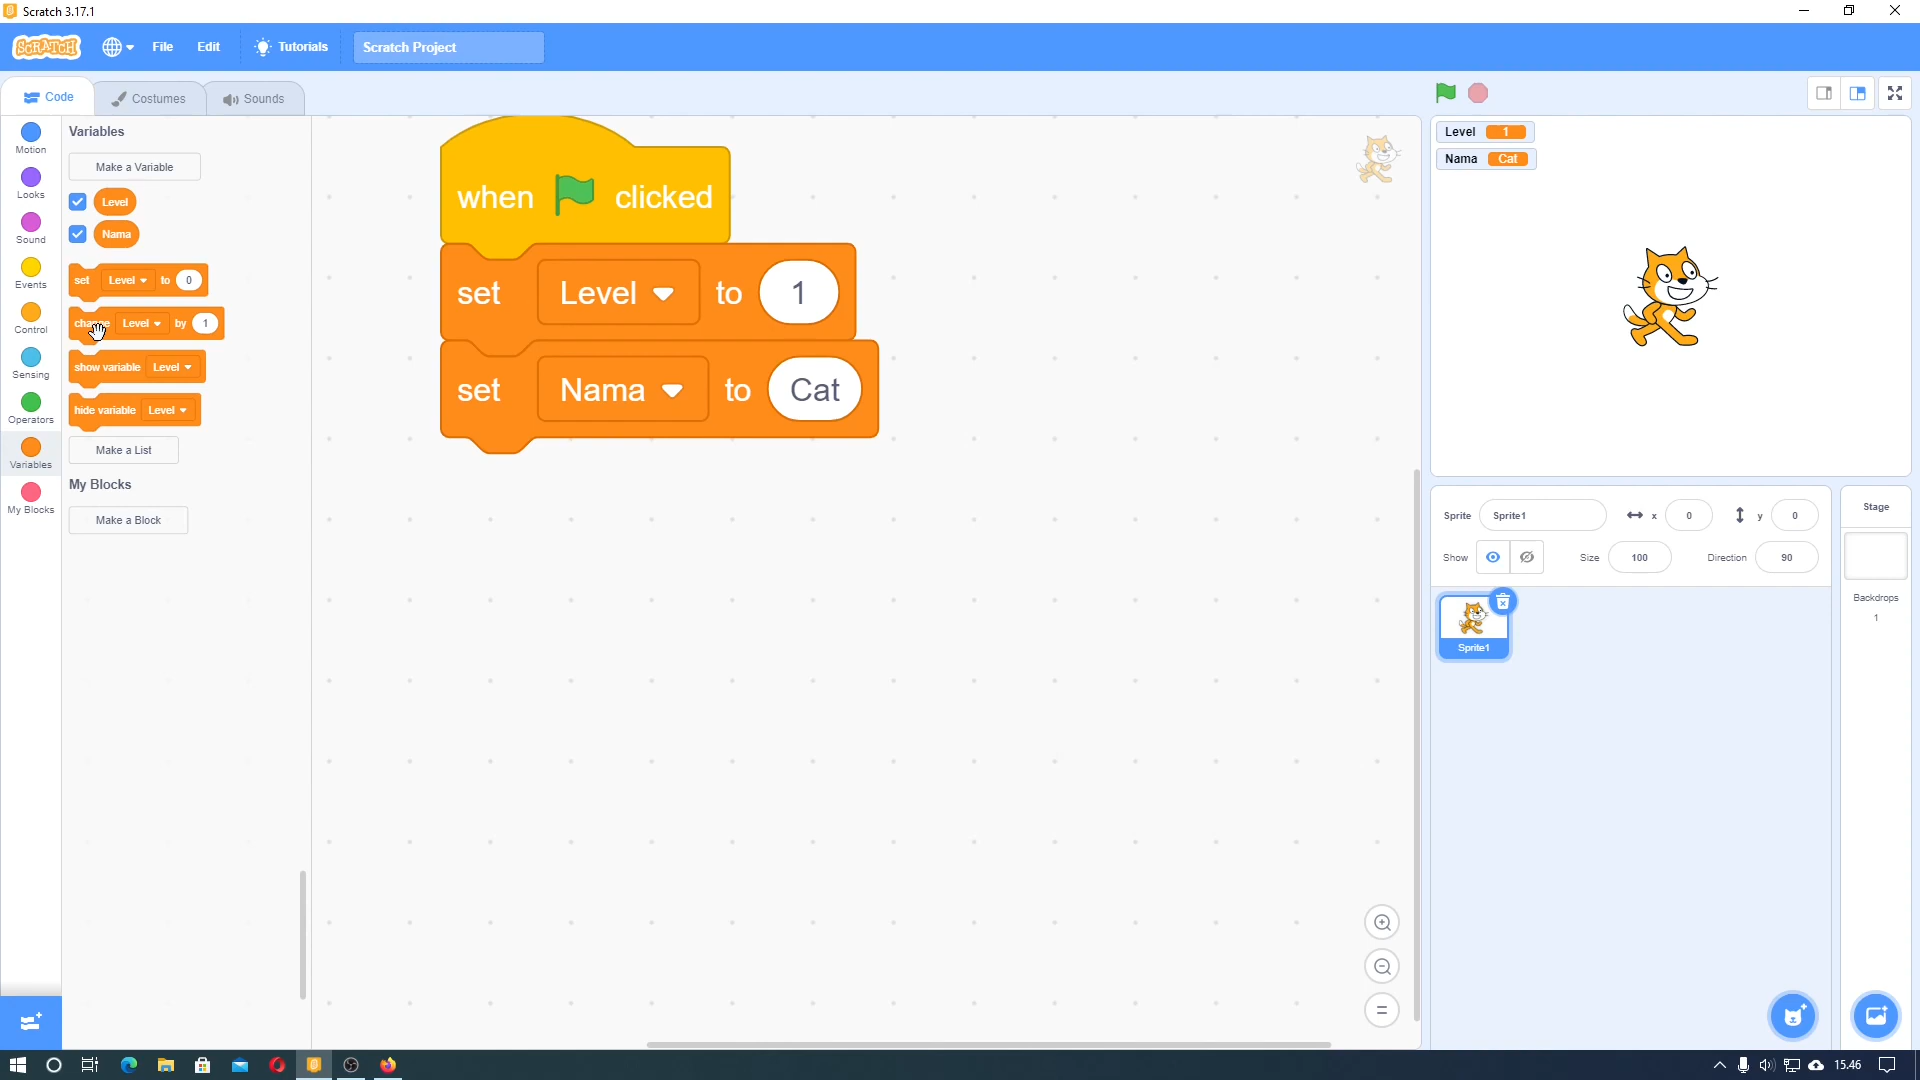 Scratch 3.17.1
SCRATCH File Edit Tutorials Scratch Project
Code Costumes Sounds
Motion
Looks
Sound
Events
Control
Sensing
Operators
Variables
My Blocks
Variables
Make a Variable
Level
Nama
set Level to 0
change Level by 1
show variable Level
hide variable Level
Make a List
My Blocks
Make a Block
when clicked
set Level to 1
set Nama to Cat
Level 1
Nama Cat
Sprite Sprite1 x 0 y 0
Show Size 100 Direction 90
Sprite1
Stage
Backdrops
1
15.46